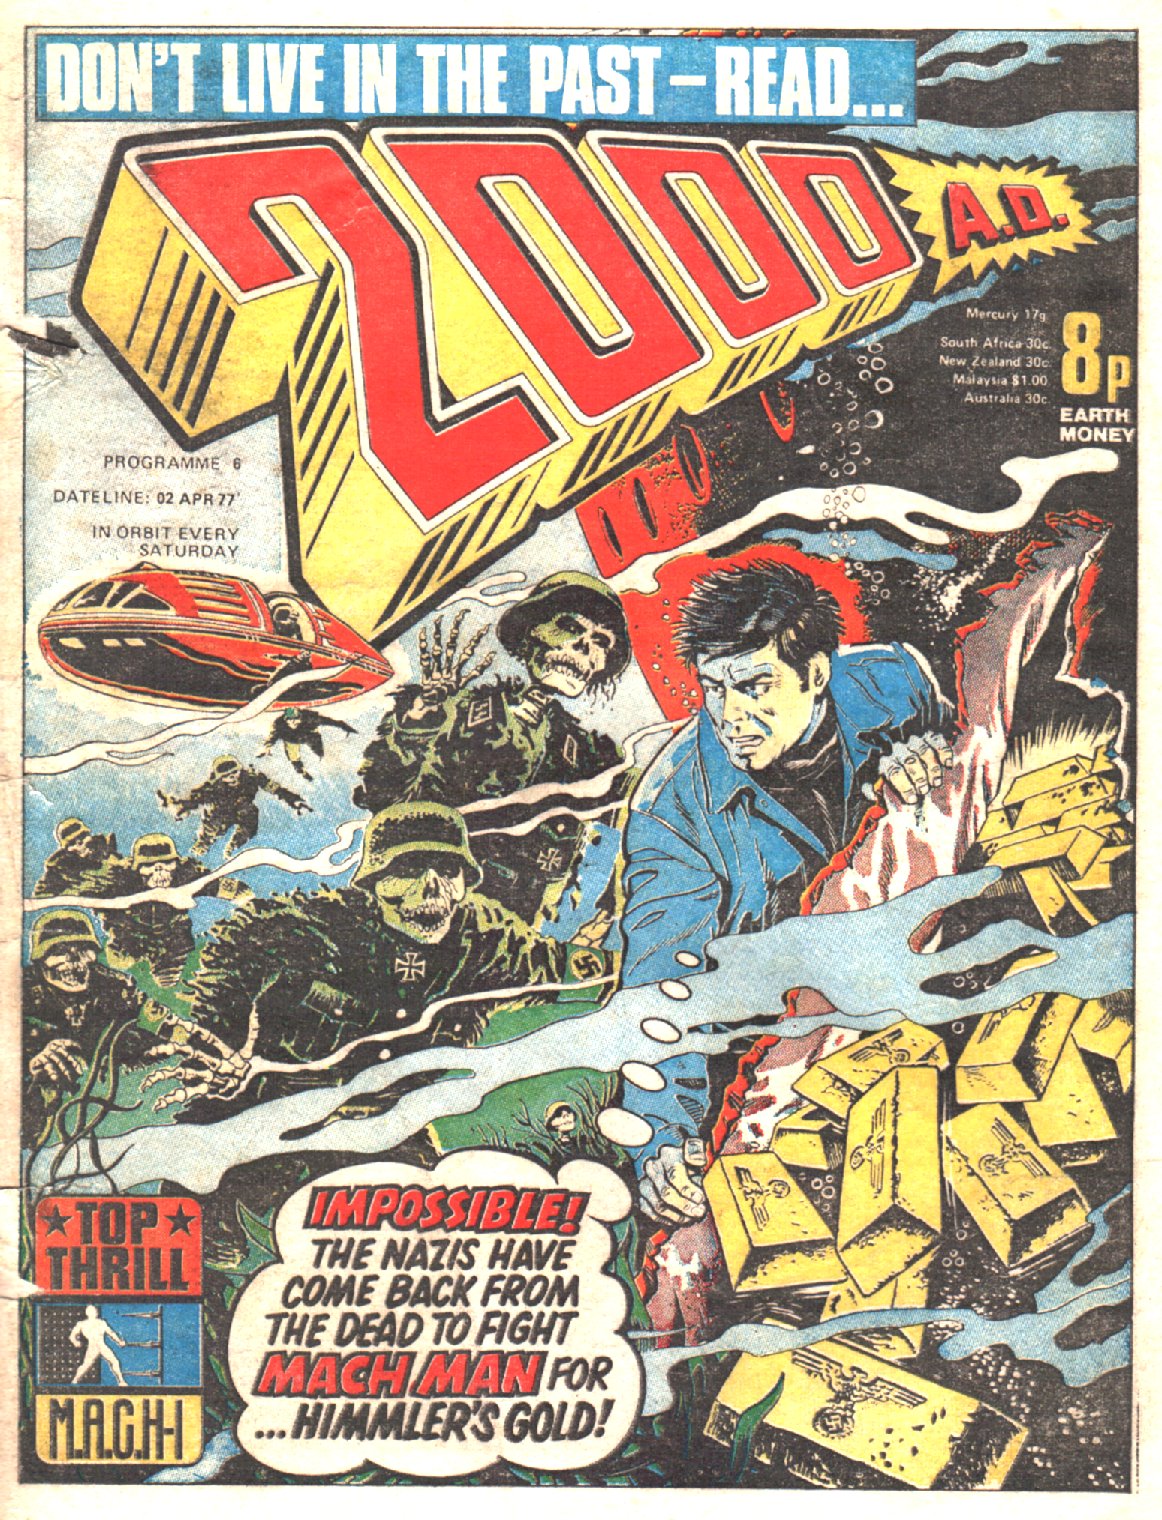 DON'T LIVE IN THE PAST – READ...
2000
A.D.
Mercury 17g
South Africa 30c
New Zealand 30c
Malaysia $1.00
Australia 30c
8p
EARTH
MONEY
PROGRAMME 6
DATELINE: 02 APR 77'
IN ORBIT EVERY
SATURDAY
★TOP★
THRILL
M.A.C.H-1
IMPOSSIBLE!
THE NAZIS HAVE
COME BACK FROM
THE DEAD TO FIGHT
MACH MAN FOR
...HIMMLER'S GOLD!